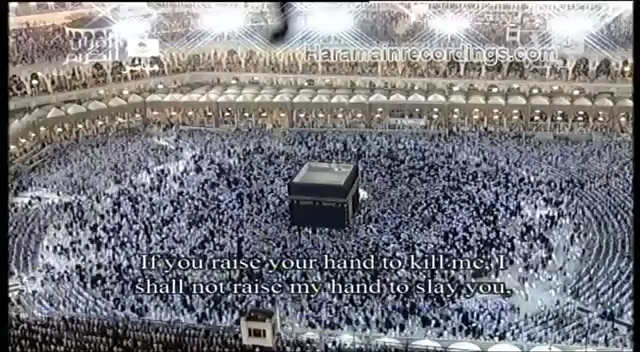 Haramainrecordings.com
If you raise your hand to kill me, I
shall not raise my hand to slay you,